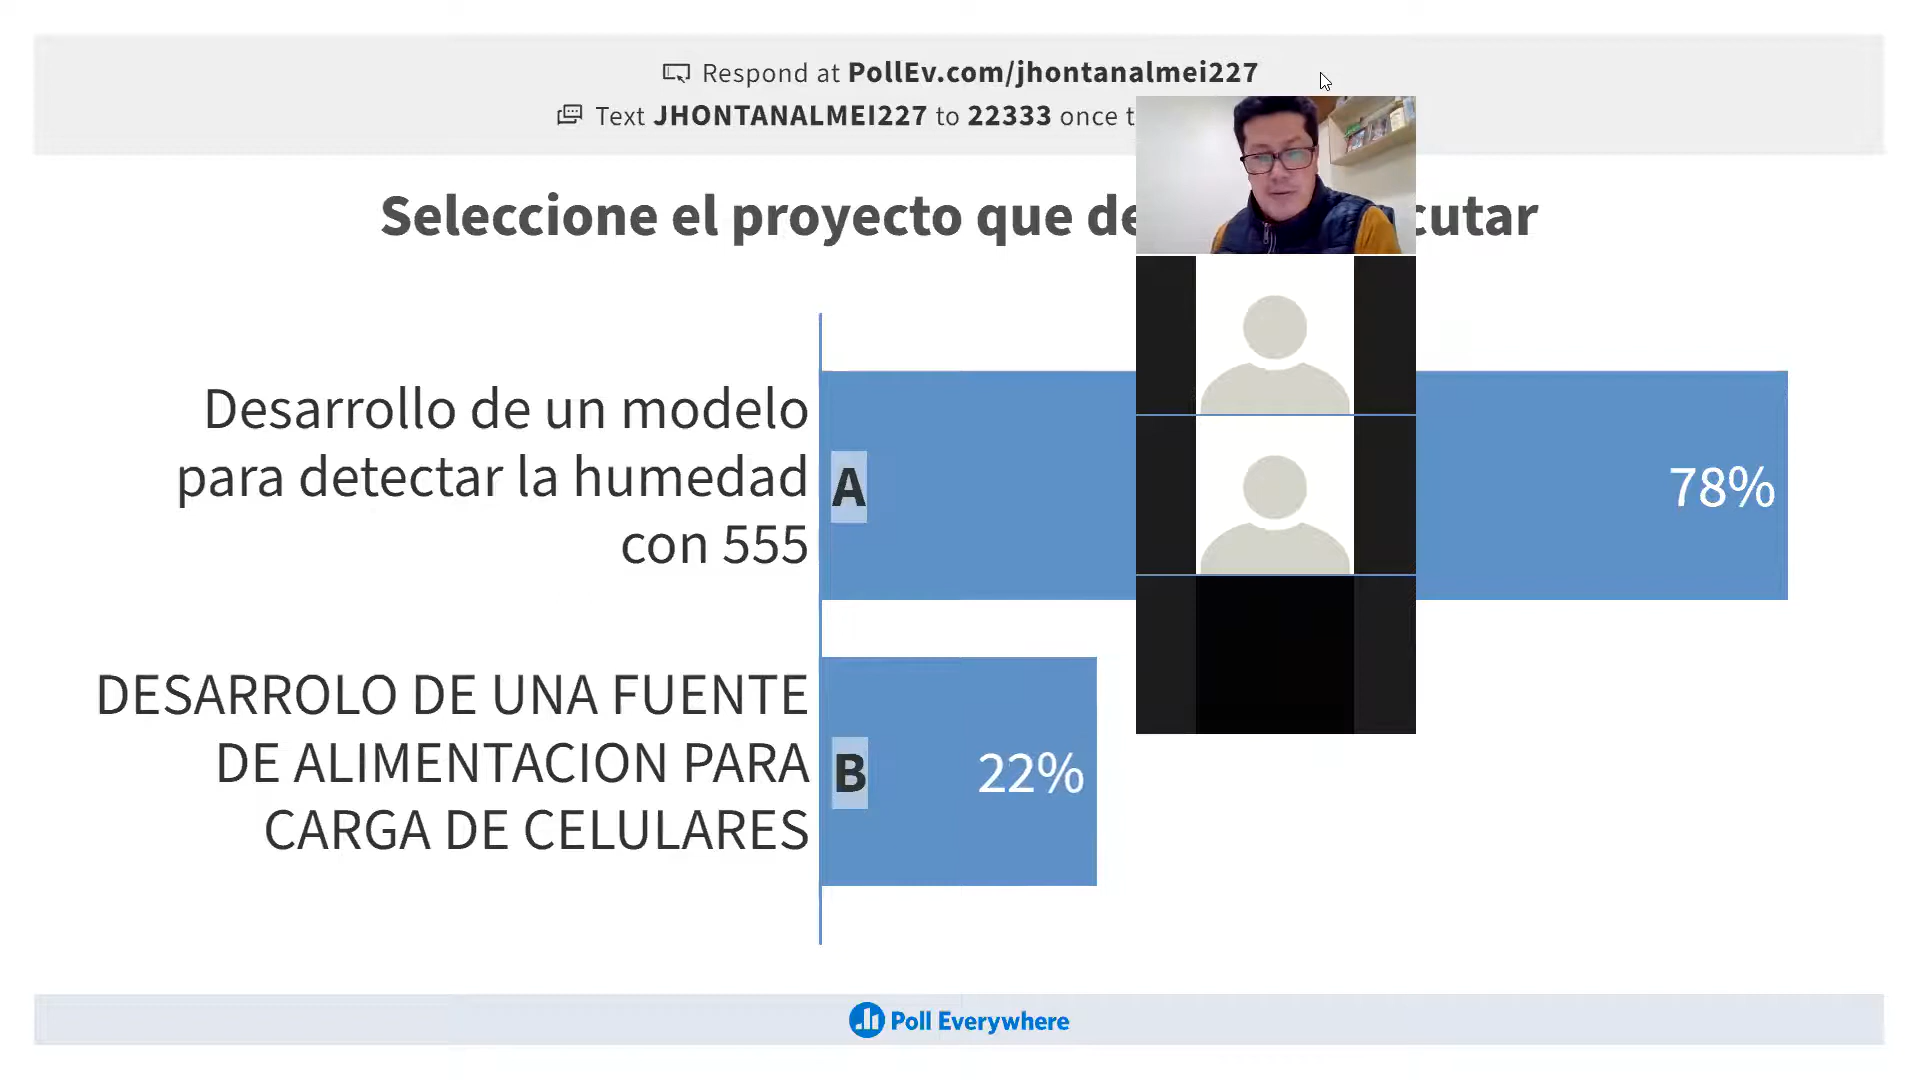 Respond at PollEv.com/jhontanalmei227
Text JHONTANALMEI227 to 22333 once
Seleccione el proyecto que
Desarrollo de un modelo
para detectar la humedad
con 555
A
78%
DESARROLO DE UNA FUENTE
DE ALIMENTACION PARA
CARGA DE CELULARES
B
22%
Poll Everywhere